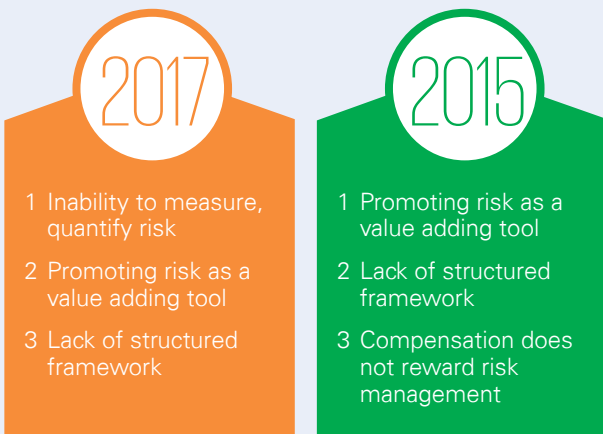 2017
1 Inability to measure,
quantify risk
2 Promoting risk as a
value adding tool
3 Lack of structured
framework
2015
1 Promoting risk as a
value adding tool
2 Lack of structured
framework
3 Compensation does
not reward risk
management